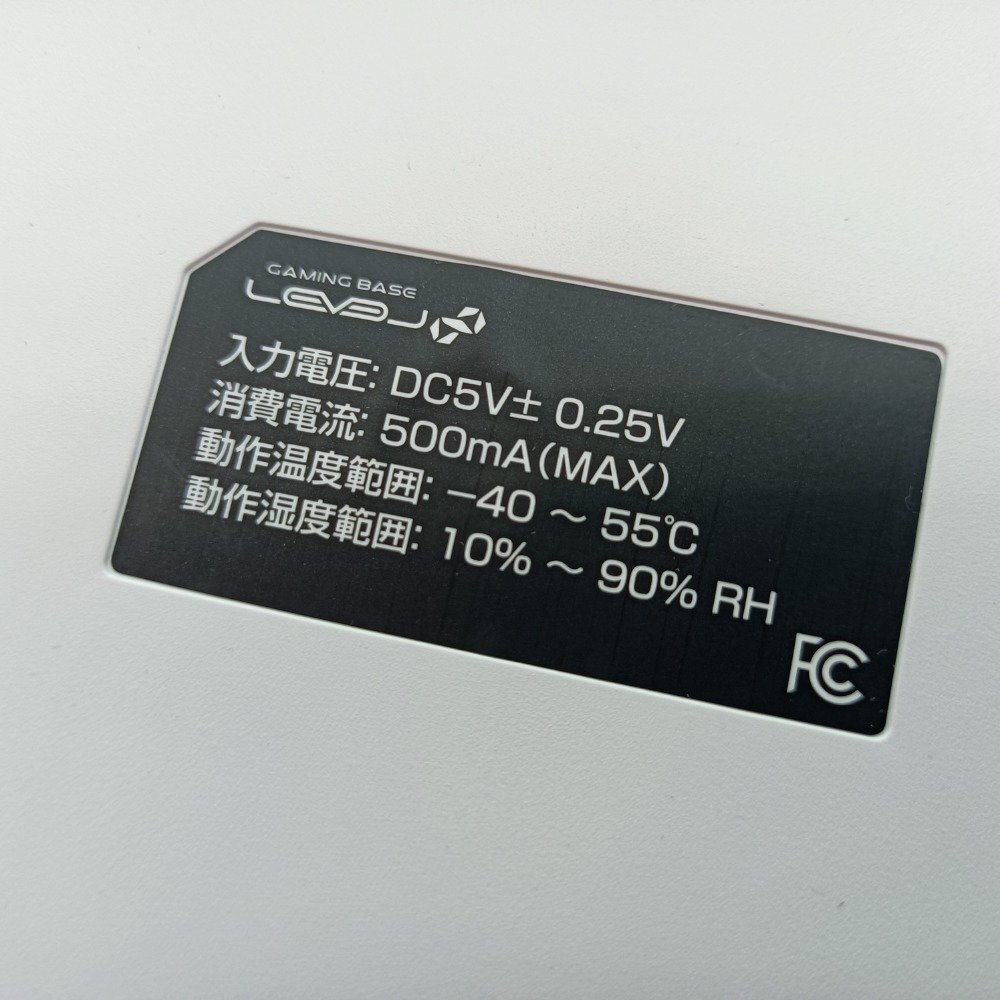 GAMING BASE
LEVEL
入力電圧: DC5V± 0.25V
消費電流: 500mA(MAX)
動作温度範囲: −40 ～ 55℃
動作湿度範囲: 10% ～ 90% RH
FC